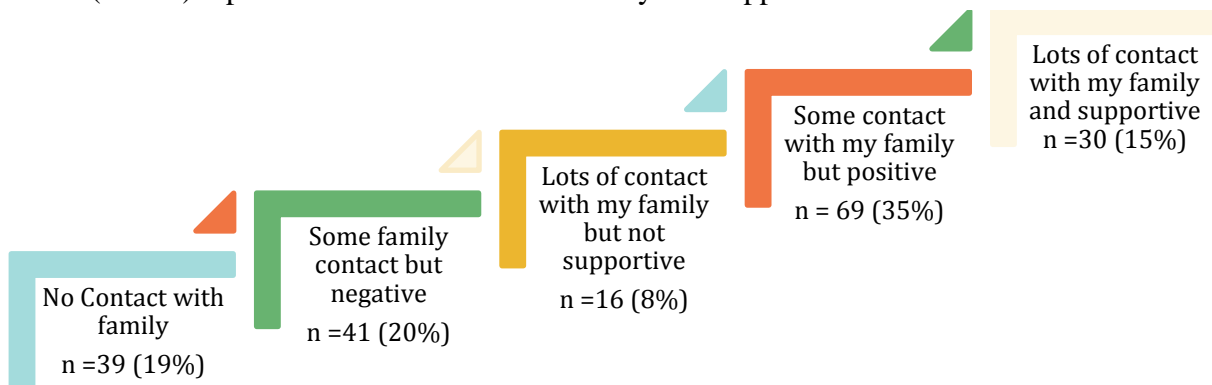 No Contact with
family
n =39 (19%)
Some family
contact but
negative
n =41 (20%)
Lots of contact
with my family
but not
supportive
n =16 (8%)
Some contact
with my family
but positive
n = 69 (35%)
Lots of contact
with my family
and supportive
n =30 (15%)